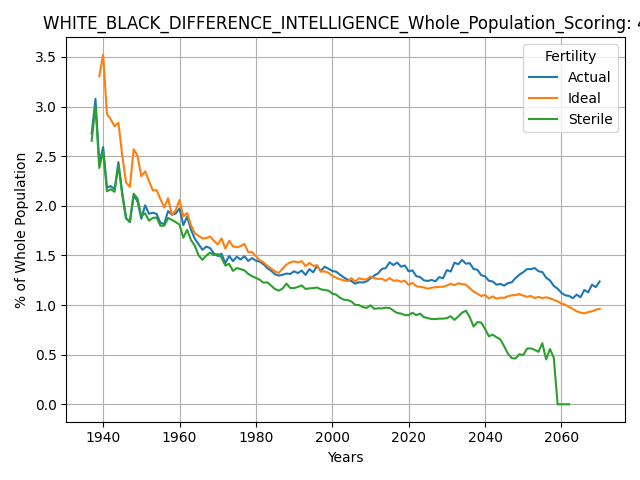 WHITE_BLACK_DIFFERENCE_INTELLIGENCE_Whole_Population_Scoring:
Fertility
Actual
Ideal
Sterile
% of Whole Population
3.5
3.0
2.5
2.0
1.5
1.0
0.5
0.0
1940 1960 1980 2000 2020 2040 2060
Years